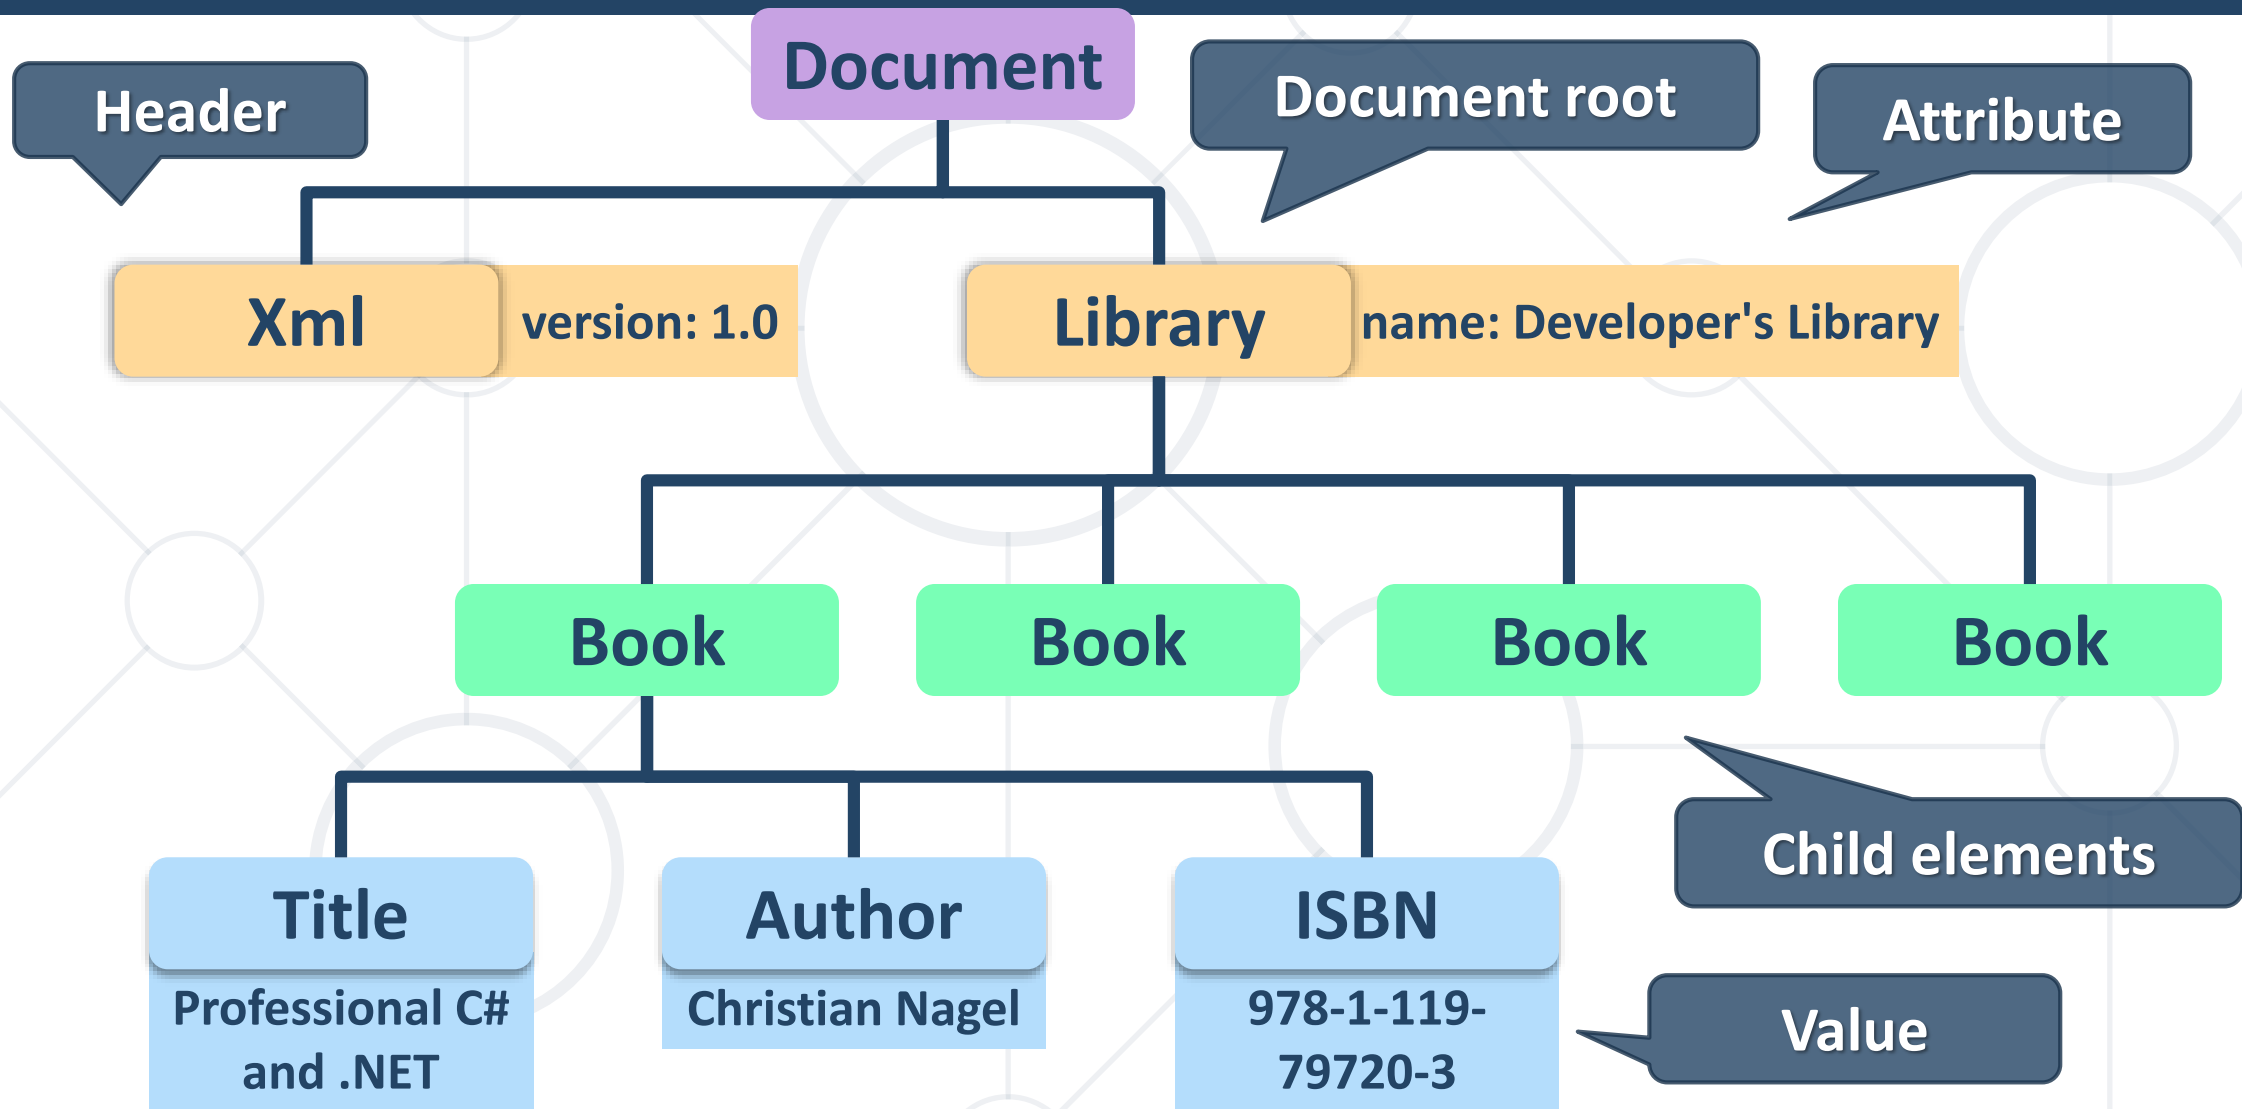 Document
Header
Document root
Attribute
Xml
version: 1.0
Library
name: Developer's Library
Book
Book
Book
Book
Child elements
Title
Author
ISBN
Professional C#
and .NET
Christian Nagel
978-1-119-
79720-3
Value